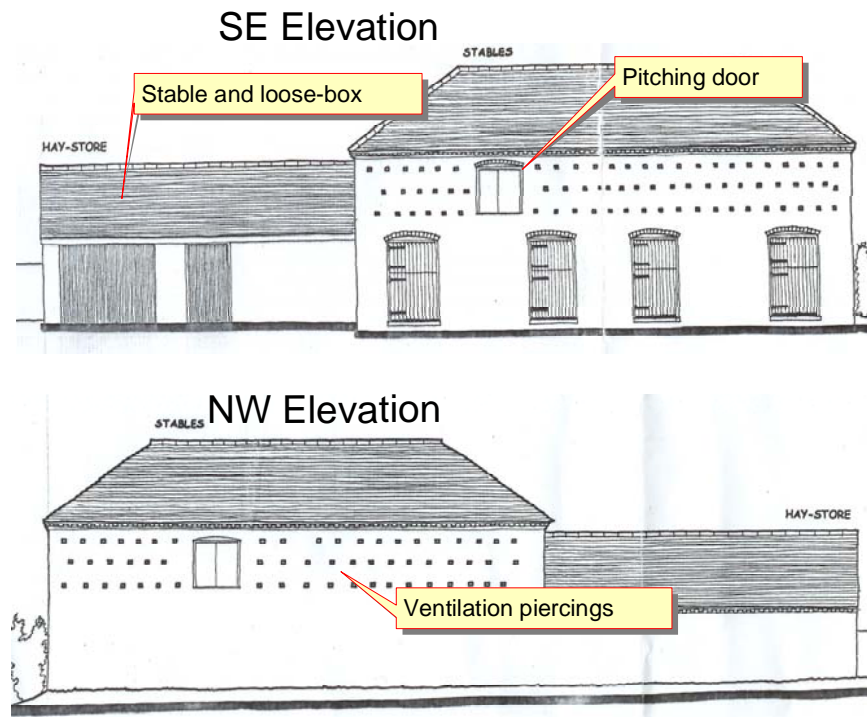 SE Elevation
STABLES
Stable and loose-box
Pitching door
HAY-STORE
NW Elevation
STABLES
HAY-STORE
Ventilation piercings